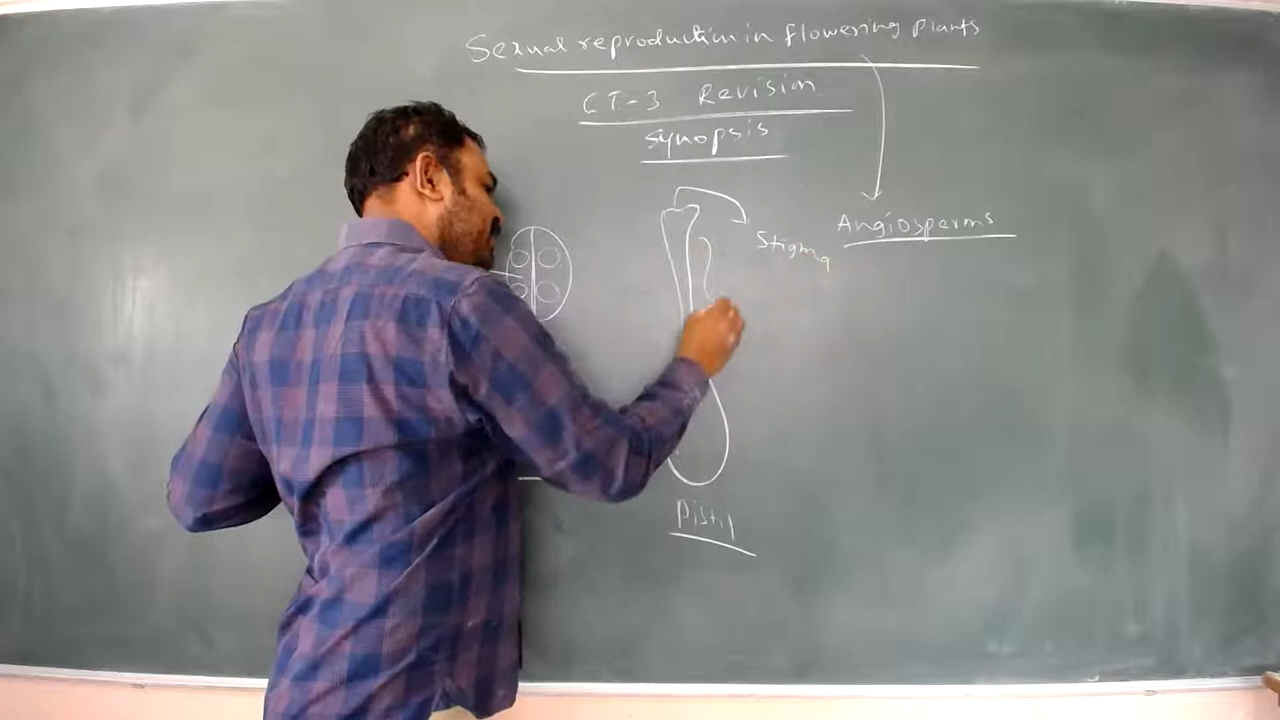 Sexual reproduction in flowering plants
CT-3 Revision
Synopsis
Stigma
Angiosperms
Pistil